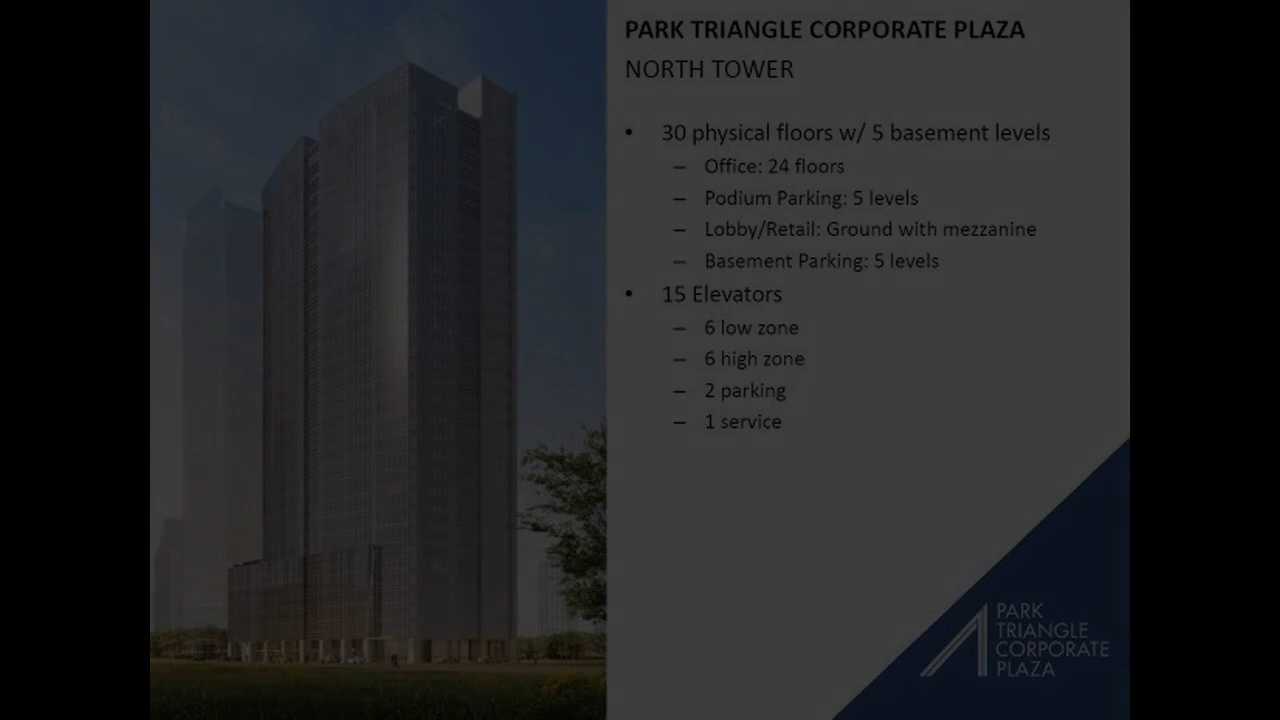 PARK TRIANGLE CORPORATE PLAZA
NORTH TOWER
• 30 physical floors w/ 5 basement levels
– Office: 24 floors
– Podium Parking: 5 levels
– Lobby/Retail: Ground with mezzanine
– Basement Parking: 5 levels
• 15 Elevators
– 6 low zone
– 6 high zone
– 2 parking
– 1 service
PARK
TRIANGLE
CORPORATE
PLAZA